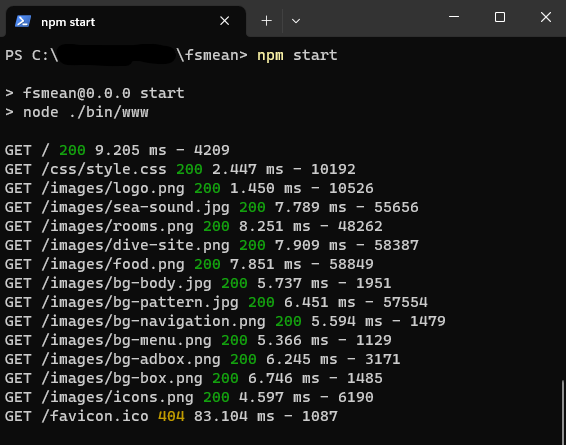 npm start
PS C:\ \fsmean> npm start
> fsmean@0.0.0 start
> node ./bin/www
GET / 200 9.205 ms - 4209
GET /css/style.css 200 2.447 ms - 10192
GET /images/logo.png 200 1.450 ms - 10526
GET /images/sea-sound.jpg 200 7.789 ms - 55656
GET /images/rooms.png 200 8.251 ms - 48262
GET /images/dive-site.png 200 7.909 ms - 58387
GET /images/food.png 200 7.851 ms - 58849
GET /images/bg-body.jpg 200 5.737 ms - 1951
GET /images/bg-pattern.jpg 200 6.451 ms - 57554
GET /images/bg-navigation.png 200 5.594 ms - 1479
GET /images/bg-menu.png 200 5.366 ms - 1129
GET /images/bg-adbox.png 200 6.245 ms - 3171
GET /images/bg-box.png 200 6.746 ms - 1485
GET /images/icons.png 200 4.597 ms - 6190
GET /favicon.ico 404 83.104 ms - 1087